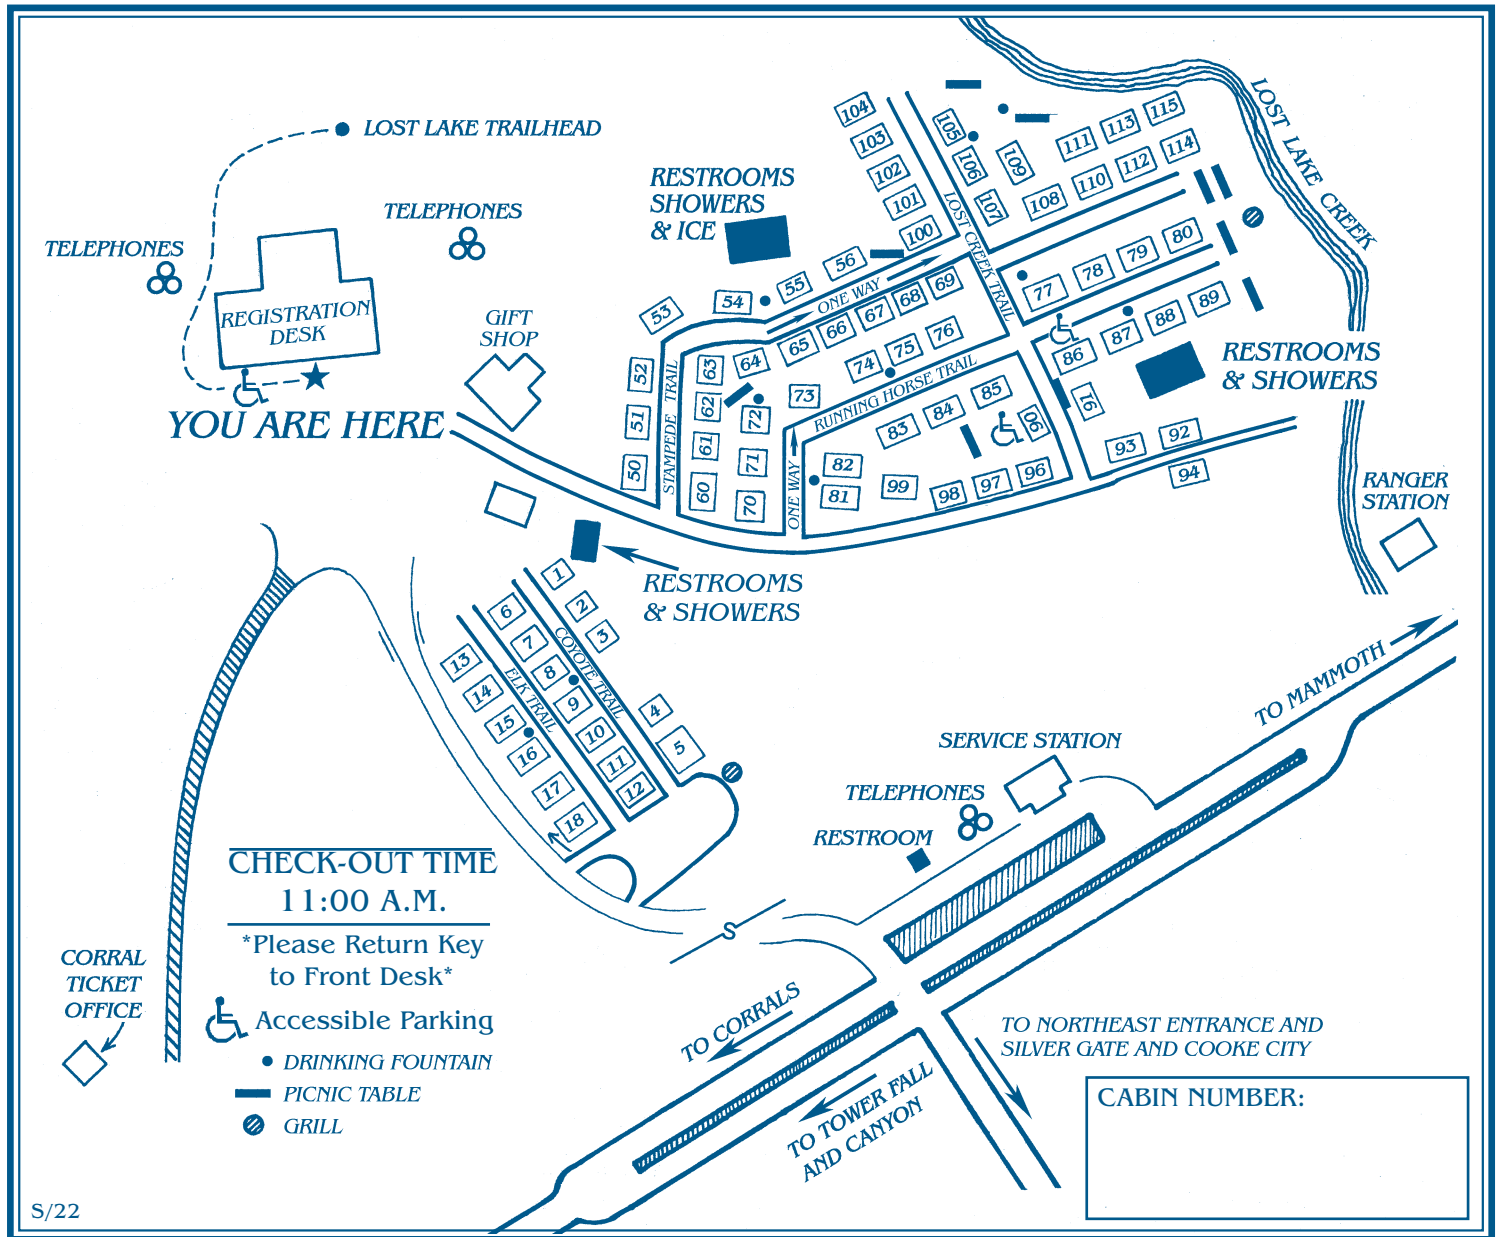 LOST LAKE TRAILHEAD
TELEPHONES
TELEPHONES
REGISTRATION
DESK
YOU ARE HERE
GIFT
SHOP
RESTROOMS
SHOWERS
& ICE
LOST LAKE CREEK
104
103
102
101
100
105
106
107
109
111
113
115
108
110
112
114
LOST CREEK TRAIL
53
54
55
56
ONE WAY
52
51
50
STAMPEDE TRAIL
63
62
61
60
64
65
66
67
68
69
72
71
70
73
74
75
76
77
78
79
80
RUNNING HORSE TRAIL
ONE WAY
82
81
83
84
85
90
99
98
97
96
86
87
88
89
91
93
92
94
RESTROOMS
& SHOWERS
RANGER
STATION
RESTROOMS
& SHOWERS
1
2
3
4
5
COYOTE TRAIL
6
7
8
9
10
11
12
ELK TRAIL
13
14
15
16
17
18
TO MAMMOTH
SERVICE STATION
TELEPHONES
RESTROOM
S
CHECK-OUT TIME
11:00 A.M.
*Please Return Key
to Front Desk*
Accessible Parking
DRINKING FOUNTAIN
PICNIC TABLE
GRILL
CORRAL
TICKET
OFFICE
TO CORRALS
TO TOWER FALL
AND CANYON
TO NORTHEAST ENTRANCE AND
SILVER GATE AND COOKE CITY
CABIN NUMBER:
S/22